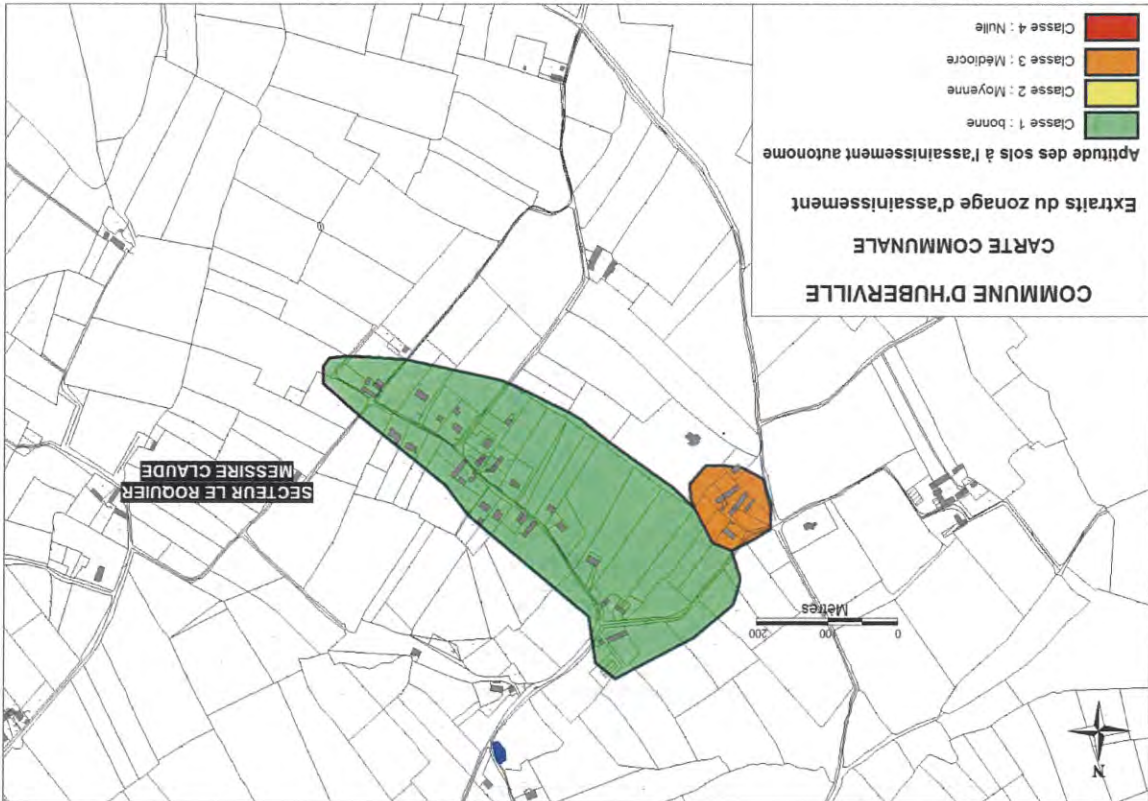 N
0 100 200
Mètres
SECTEUR LE ROQUIER
MESSIRE CLAUDE
COMMUNE D'HUBERVILLE
CARTE COMMUNALE
Extraits du zonage d'assainissement
Aptitude des sols à l'assainissement autonome
Classe 1 : bonne
Classe 2 : Moyenne
Classe 3 : Médiocre
Classe 4 : Nulle